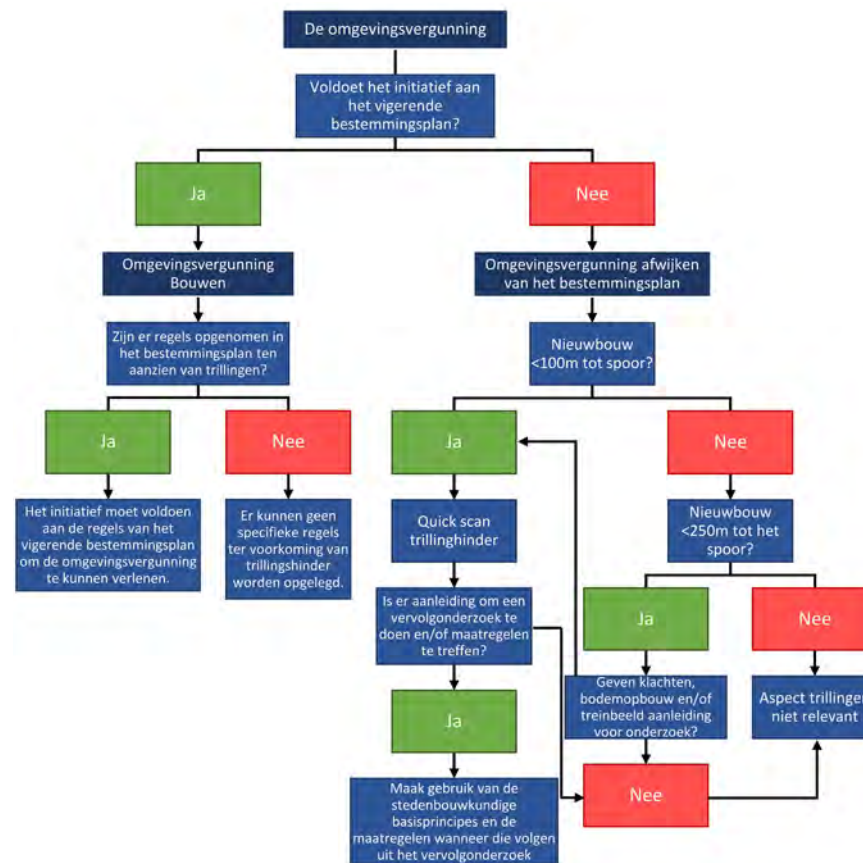 De omgevingsvergunning
Voldoet het initiatief aan
het vigerende
bestemmingsplan?
Ja
Nee
Omgevingsvergunning
Bouwen
Omgevingsvergunning afwijken
van het bestemmingsplan
Zijn er regels opgenomen in
het bestemmingsplan ten
aanzien van trillingen?
Nieuwbouw
<100m tot spoor?
Ja
Nee
Ja
Nee
Het initiatief moet voldoen
aan de regels van het
vigerende bestemmingsplan
om de omgevingsvergunning
te kunnen verlenen.
Er kunnen geen
specifieke regels
ter voorkoming van
trillingshinder
worden opgelegd.
Quick scan
trillinghinder
Nieuwbouw
<250m tot het
spoor?
Is er aanleiding om een
vervolgonderzoek te
doen en/of maatregelen
te treffen?
Ja
Nee
Ja
Geven klachten,
bodemopbouw en/of
treinbeeld aanleiding
voor onderzoek?
Aspect trillingen
niet relevant
Nee
Maak gebruik van de
stedenbouwkundige
basisprincipes en de
maatregelen wanneer die volgen
uit het vervolgonderzoek